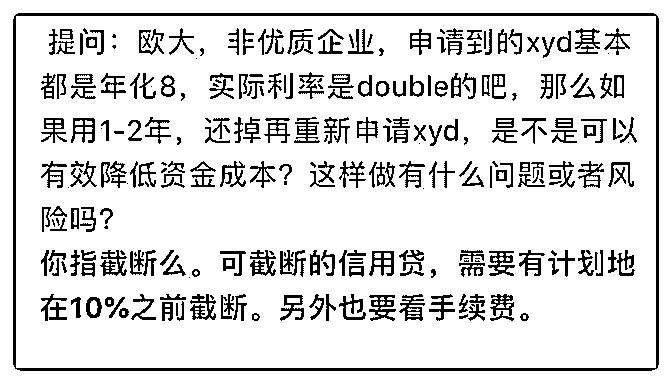 提问：欧大，非优质企业，申请到的xyd基本
都是年化8，实际利率是double的吧，那么如
果用1-2年，还掉再重新申请xyd，是不是可以
有效降低资金成本？这样做有什么问题或者风
险吗？
你指截断么。可截断的信用贷，需要有计划地
在10%之前截断。另外也要看手续费。